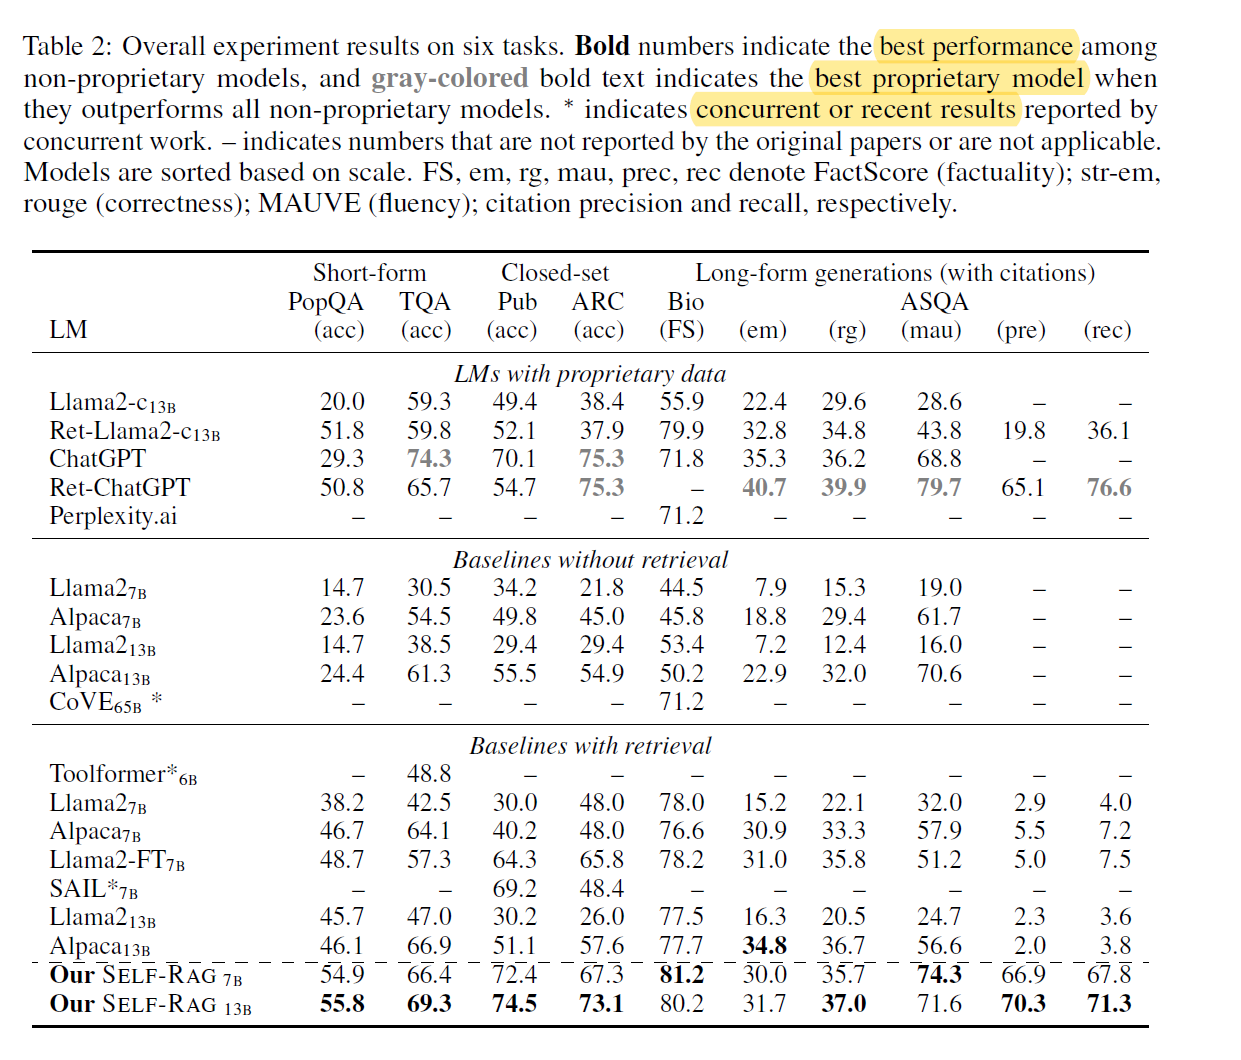 Table 2: Overall experiment results on six tasks. Bold numbers indicate the best performance among
non-proprietary models, and gray-colored bold text indicates the best proprietary model when
they outperforms all non-proprietary models. * indicates concurrent or recent results reported by
concurrent work. – indicates numbers that are not reported by the original papers or are not applicable.
Models are sorted based on scale. FS, em, rg, mau, prec, rec denote FactScore (factuality); str-em,
rouge (correctness); MAUVE (fluency); citation precision and recall, respectively.
Short-form Closed-set Long-form generations (with citations)
PopQA TQA Pub ARC Bio ASQA
LM (acc) (acc) (acc) (acc) (FS) (em) (rg) (mau) (pre) (rec)
LMs with proprietary data
Llama2-c13B 20.0 59.3 49.4 38.4 55.9 22.4 29.6 28.6 – –
Ret-Llama2-c13B 51.8 59.8 52.1 37.9 79.9 32.8 34.8 43.8 19.8 36.1
ChatGPT 29.3 74.3 70.1 75.3 71.8 35.3 36.2 68.8 – –
Ret-ChatGPT 50.8 65.7 54.7 75.3 – 40.7 39.9 79.7 65.1 76.6
Perplexity.ai – – – – 71.2 – – – – –
Baselines without retrieval
Llama27B 14.7 30.5 34.2 21.8 44.5 7.9 15.3 19.0 – –
Alpaca7B 23.6 54.5 49.8 45.0 45.8 18.8 29.4 61.7 – –
Llama213B 14.7 38.5 29.4 29.4 53.4 7.2 12.4 16.0 – –
Alpaca13B 24.4 61.3 55.5 54.9 50.2 22.9 32.0 70.6 – –
CoVE65B * – – – – 71.2 – – – – –
Baselines with retrieval
Toolformer*6B – 48.8 – – – – – – – –
Llama27B 38.2 42.5 30.0 48.0 78.0 15.2 22.1 32.0 2.9 4.0
Alpaca7B 46.7 64.1 40.2 48.0 76.6 30.9 33.3 57.9 5.5 7.2
Llama2-FT7B 48.7 57.3 64.3 65.8 78.2 31.0 35.8 51.2 5.0 7.5
SAIL*7B – – 69.2 48.4 – – – – – –
Llama213B 45.7 47.0 30.2 26.0 77.5 16.3 20.5 24.7 2.3 3.6
Alpaca13B 46.1 66.9 51.1 57.6 77.7 34.8 36.7 56.6 2.0 3.8
Our SELF-RAG 7B 54.9 66.4 72.4 67.3 81.2 30.0 35.7 74.3 66.9 67.8
Our SELF-RAG 13B 55.8 69.3 74.5 73.1 80.2 31.7 37.0 71.6 70.3 71.3